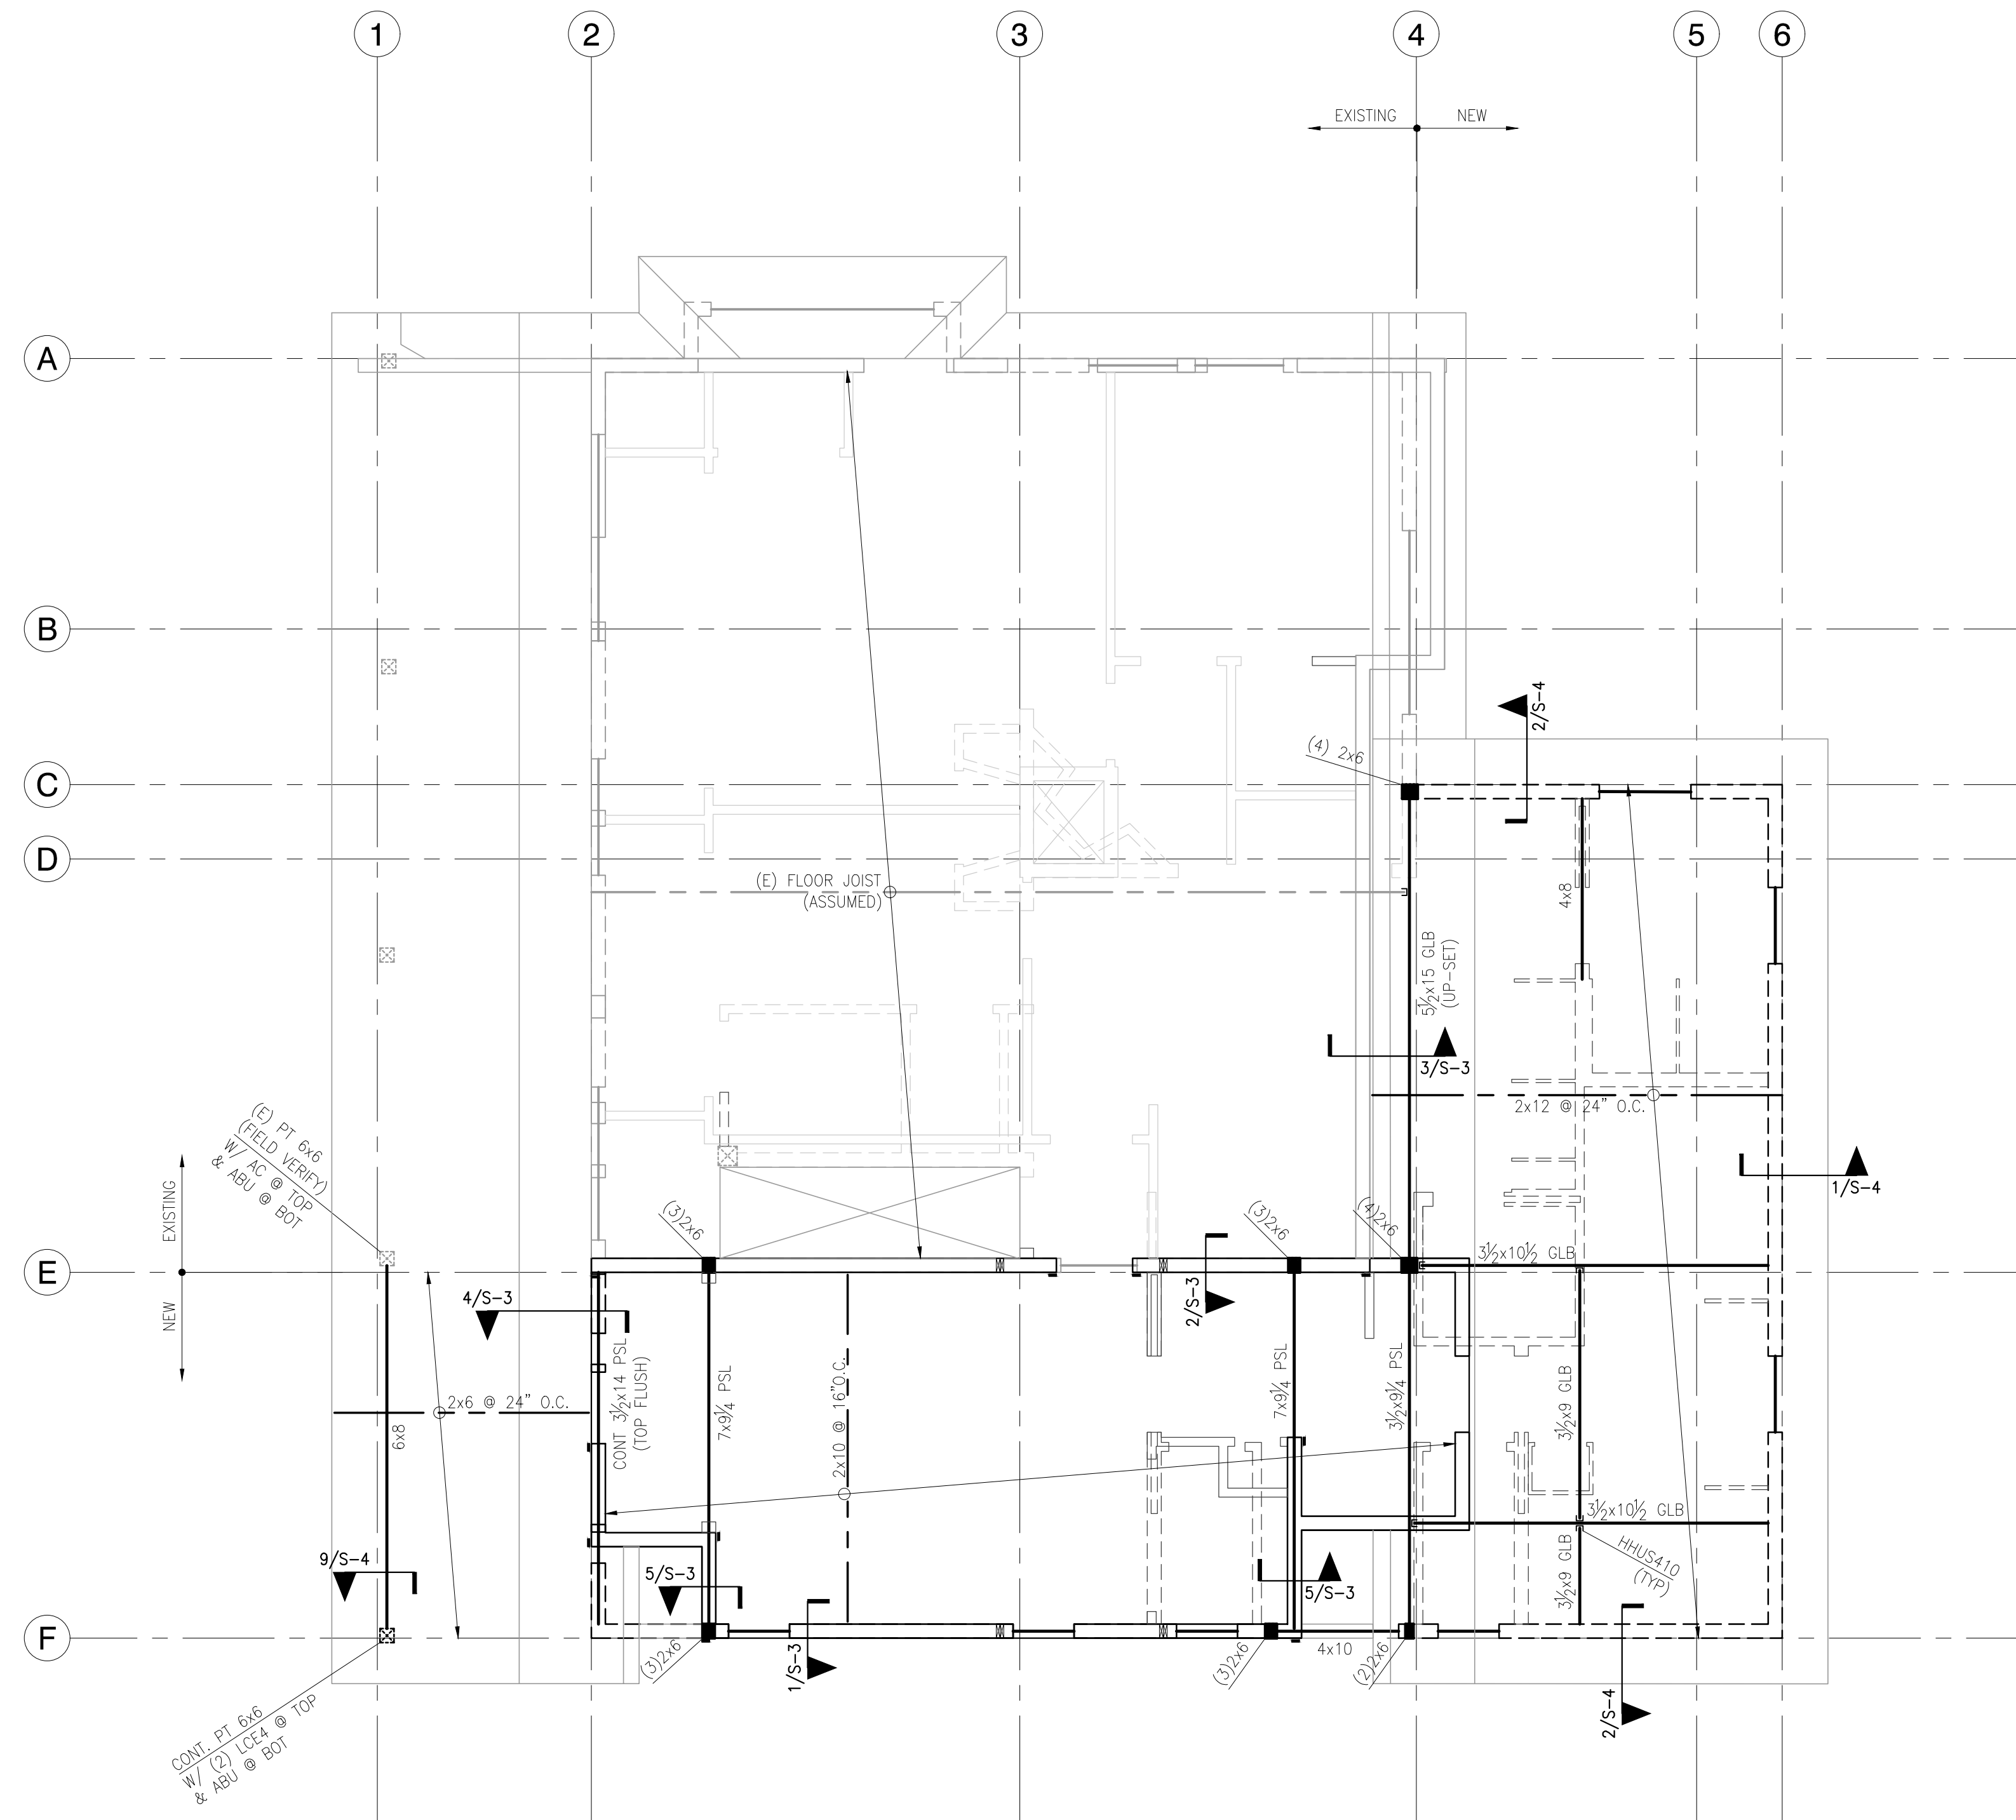 1
2
3
4
5
6
EXISTING
NEW
A
B
C
D
E
F
2/S-4
(4) 2x6
(E) FLOOR JOIST
(ASSUMED)
4x8
5½x15 GLB
(UP-SET)
3/S-3
2x12 @ 24" O.C.
1/S-4
(E) PT 6x6
(FIELD VERIFY)
W/ AC @ TOP
& ABU @ BOT
EXISTING
NEW
(3)2x6
(3)2x6
(4)2x6
3½x10½ GLB
4/S-3
2/S-3
CONT 3½x14 PSL
(TOP FLUSH)
7x9¼ PSL
2x10 @ 16"O.C.
7x9¼ PSL
3½x9¼ PSL
3½x9 GLB
2x6 @ 24" O.C.
6x8
3½x10½ GLB
HHUS410
(TYP)
3½x9 GLB
9/S-4
5/S-3
5/S-3
1/S-3
(3)2x6
(3)2x6
4x10
(2)2x6
2/S-4
CONT. PT 6x6
W/ (2) LCE4 @ TOP
& ABU @ BOT